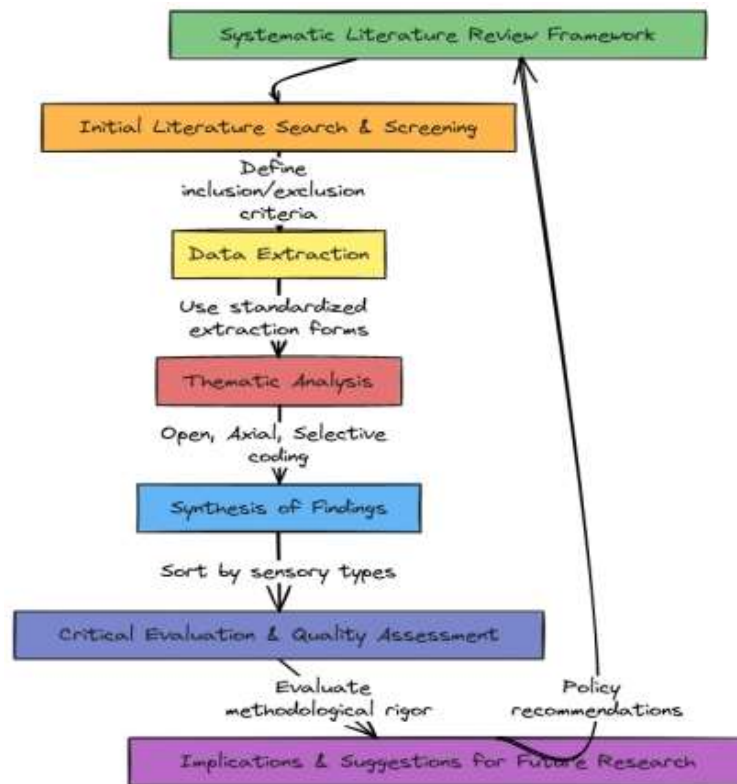 Systematic Literature Review Framework
Initial Literature Search & Screening
Define
inclusion/exclusion
criteria
Data Extraction
Use standardized
extraction forms
Thematic Analysis
Open, Axial, Selective
coding
Synthesis of Findings
Sort by sensory types
Critical Evaluation & Quality Assessment
Evaluate
methodological rigor
Policy
recommendations
Implications & Suggestions for Future Research